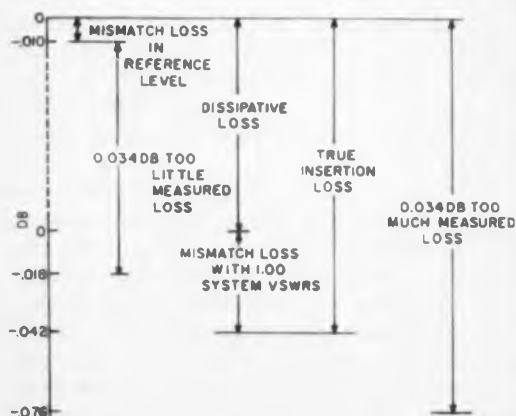 0
-.010
MISMATCH LOSS
IN
REFERENCE
LEVEL
DISSIPATIVE
LOSS
0.034DB TOO
LITTLE
MEASURED
LOSS
TRUE
INSERTION
LOSS
0.034DB TOO
MUCH MEASURED
LOSS
DB
0
MISMATCH LOSS
WITH 1.00
SYSTEM VSWRS
-.018
-.042
-.076